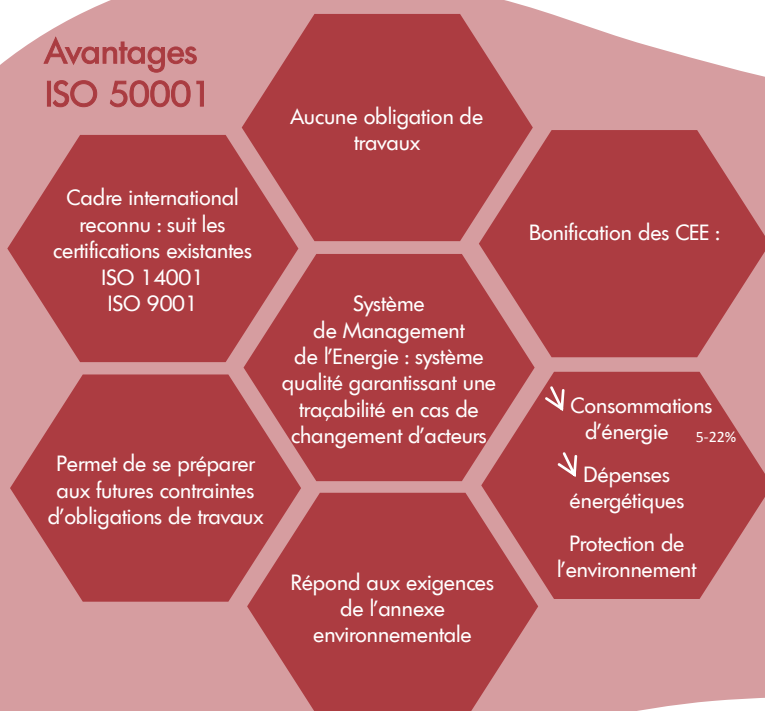 Avantages
ISO 50001
Aucune obligation de
travaux
Cadre international
reconnu : suit les
certifications existantes
ISO 14001
ISO 9001
Bonification des CEE :
Système
de Management
de l’Energie : système
qualité garantissant une
traçabilité en cas de
changement d’acteurs
Consommations
d’énergie 5-22%
Dépenses
énergétiques
Protection de
l’environnement
Permet de se préparer
aux futures contraintes
d’obligations de travaux
Répond aux exigences
de l’annexe
environnementale